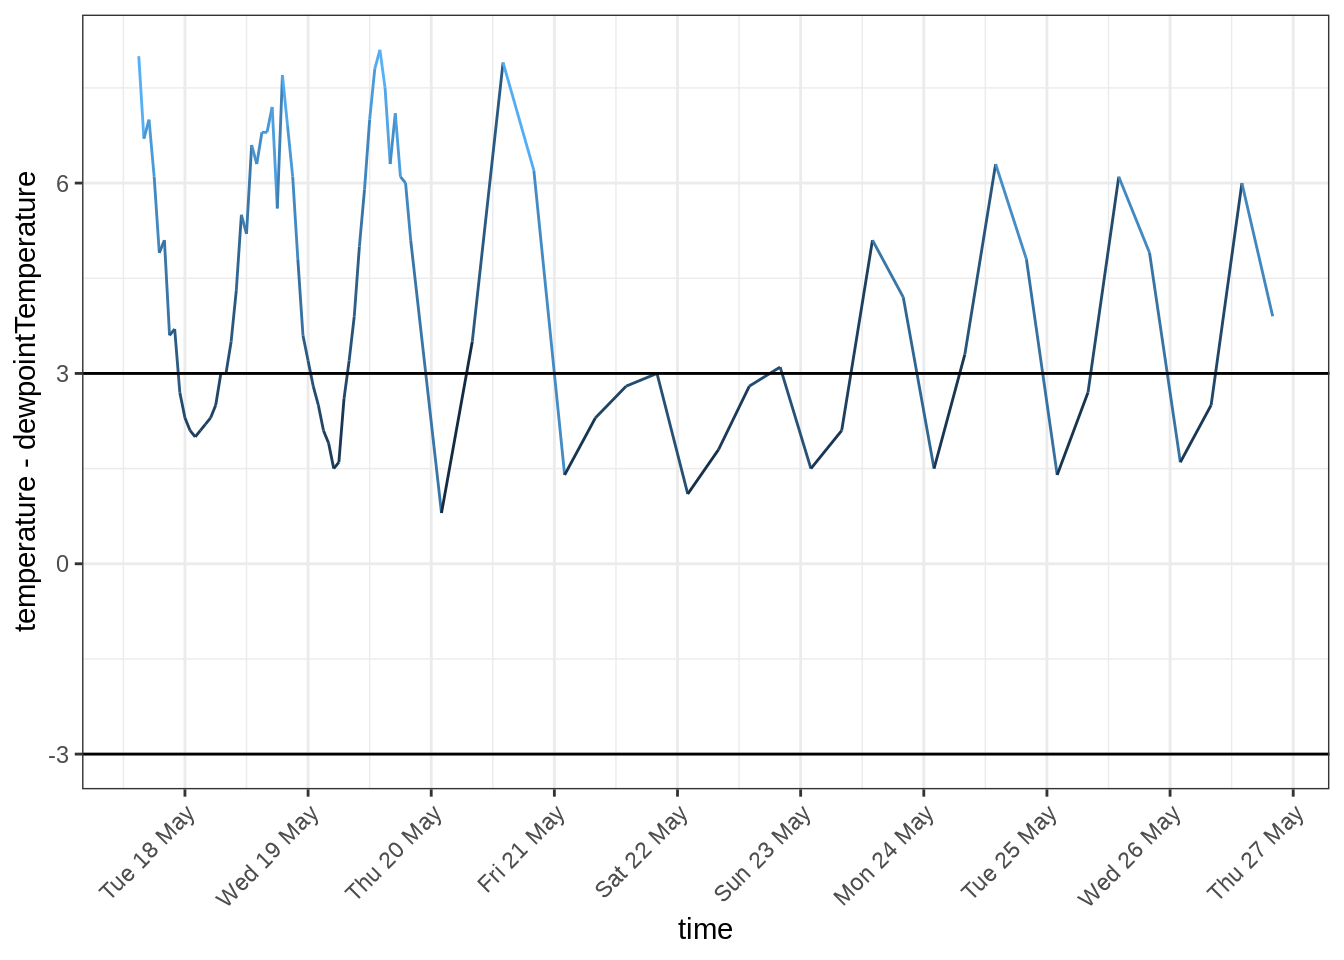 temperature - dewpointTemperature
6
3
0
-3
Tue 18 May
Wed 19 May
Thu 20 May
Fri 21 May
Sat 22 May
Sun 23 May
Mon 24 May
Tue 25 May
Wed 26 May
Thu 27 May
time